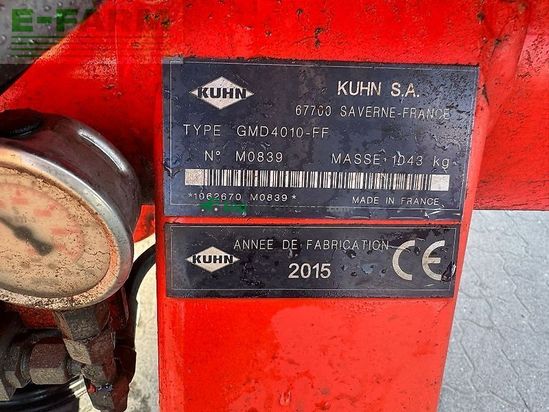 E-FARM
KUHN
KUHN S.A.
67700 SAVERNE-FRANCE
TYPE GMD4010-FF
N° M0839 MASSE 1043 kg
*1062670 M0839*
MADE IN FRANCE
KUHN
ANNEE DE FABRICATION
2015
CE